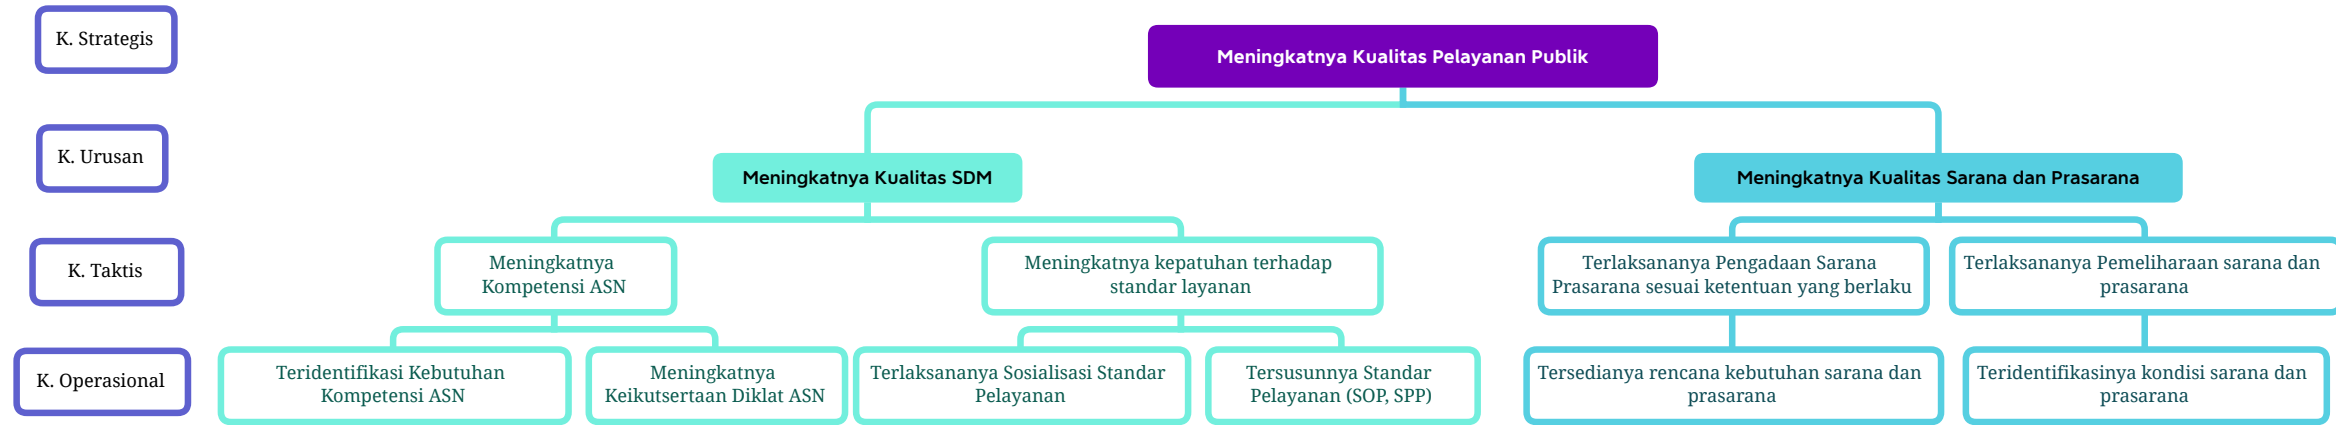 K. Strategis
Meningkatnya Kualitas Pelayanan Publik
K. Urusan
Meningkatnya Kualitas SDM
Meningkatnya Kualitas Sarana dan Prasarana
K. Taktis
Meningkatnya
Kompetensi ASN
Meningkatnya kepatuhan terhadap
standar layanan
Terlaksananya Pengadaan Sarana
Prasarana sesuai ketentuan yang berlaku
Terlaksananya Pemeliharaan sarana dan
prasarana
K. Operasional
Teridentifikasi Kebutuhan
Kompetensi ASN
Meningkatnya
Keikutsertaan Diklat ASN
Terlaksananya Sosialisasi Standar
Pelayanan
Tersusunnya Standar
Pelayanan (SOP, SPP)
Tersedianya rencana kebutuhan sarana dan
prasarana
Teridentifikasinya kondisi sarana dan
prasarana